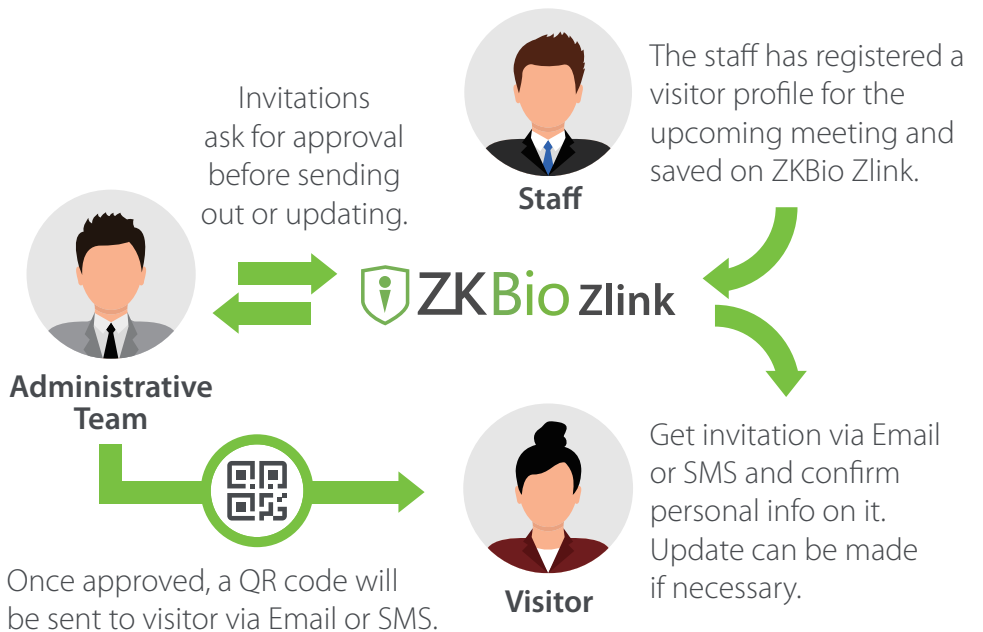 Invitations
ask for approval
before sending
out or updating.
Staff
The staff has registered a
visitor profile for the
upcoming meeting and
saved on ZKBio Zlink.
ZKBio Zlink
Administrative
Team
Once approved, a QR code will
be sent to visitor via Email or SMS.
Visitor
Get invitation via Email
or SMS and confirm
personal info on it.
Update can be made
if necessary.